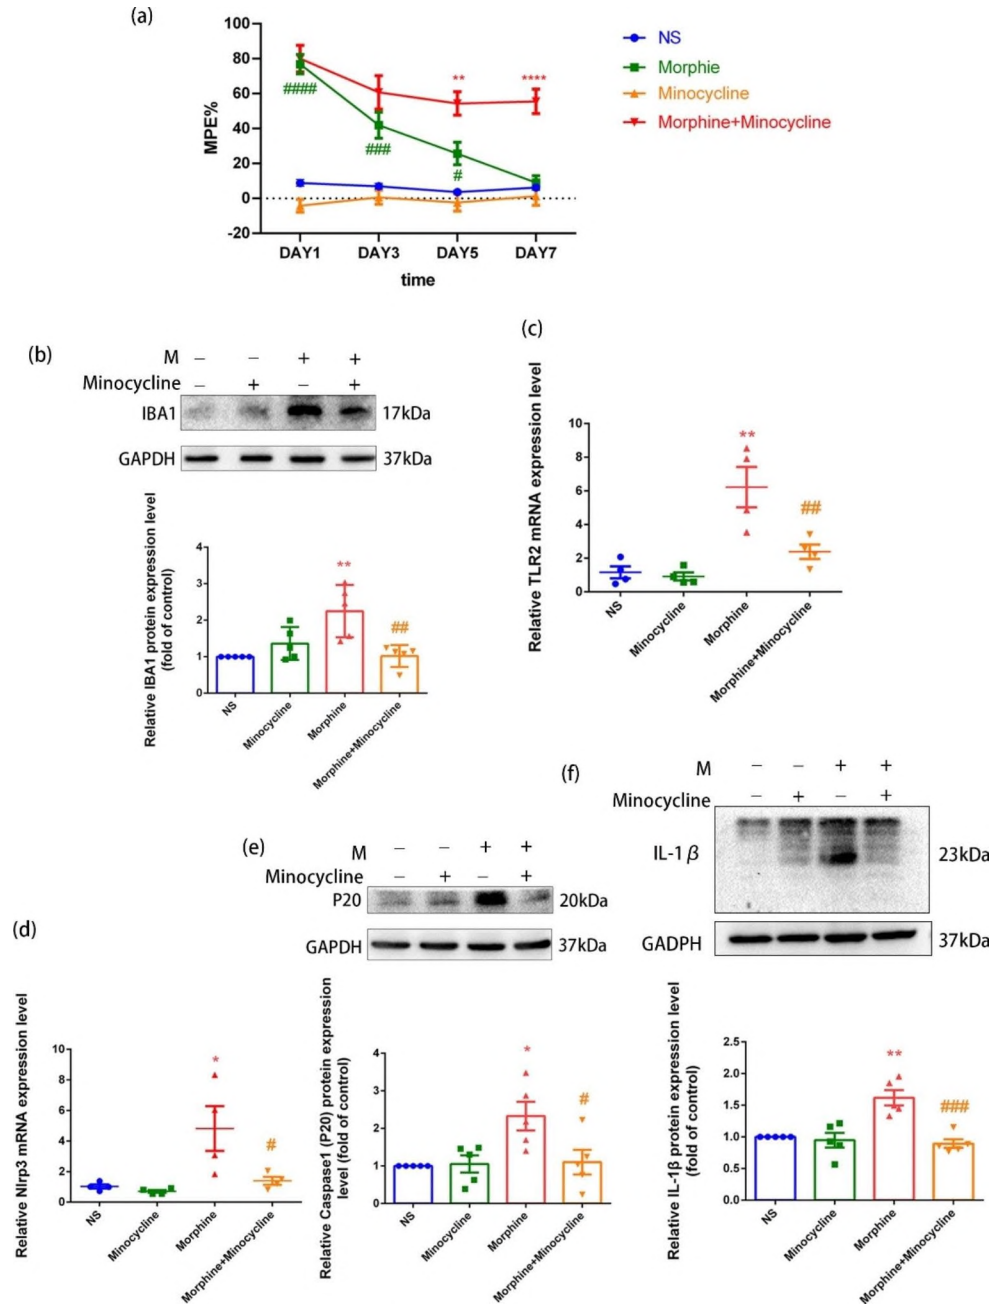 (a)
MPE%
100
80
60
40
20
0
-20
####
###
#
**
****
DAY1 DAY3 DAY5 DAY7
time
NS
Morphie
Minocycline
Morphine+Minocycline
(b)
M − − + +
Minocycline − + − +
IBA1 17kDa
GAPDH 37kDa
Relative IBA1 protein expression level
(fold of control)
4
3
2
1
0
**
##
NS Minocycline Morphine Morphine+Minocycline
(c)
Relative TLR2 mRNA expression level
10
8
6
4
2
0
**
##
NS Minocycline Morphine Morphine+Minocycline
(d)
Relative Nlrp3 mRNA expression level
10
8
6
4
2
0
*
#
NS Minocycline Morphine Morphine+Minocycline
(e)
M − − + +
Minocycline − + − +
P20 20kDa
GAPDH 37kDa
Relative Caspase1 (P20) protein expression
level (fold of control)
4
3
2
1
0
*
#
NS Minocycline Morphine Morphine+Minocycline
(f)
M − − + +
Minocycline − + − +
IL-1β 23kDa
GADPH 37kDa
Relative IL-1β protein expression level
(fold of control)
2.5
2.0
1.5
1.0
0.5
0.0
**
###
NS Minocycline Morphine Morphine+Minocycline